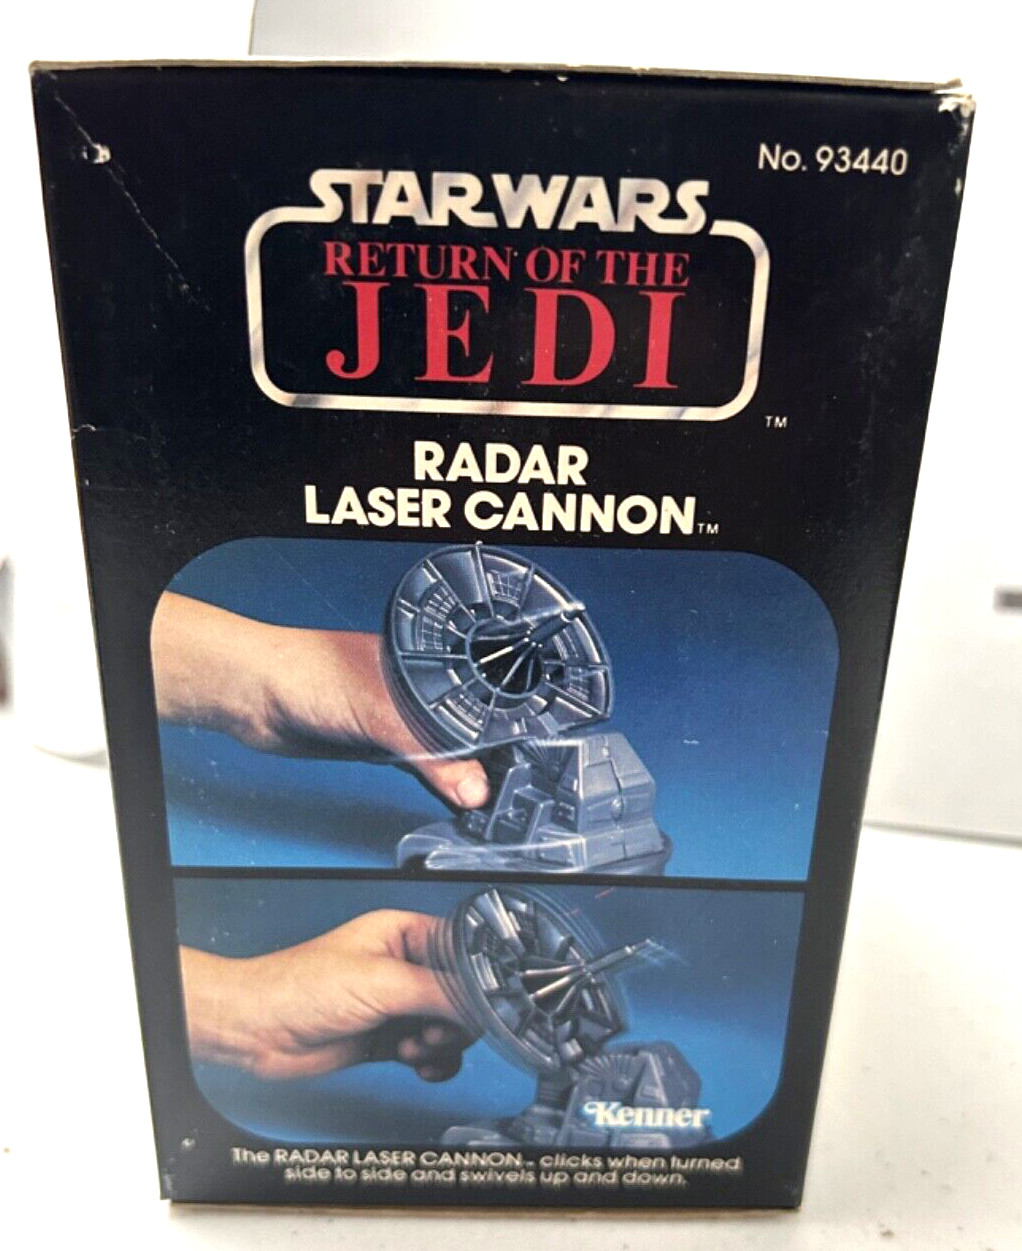 No. 93440
STAR WARS
RETURN OF THE
JEDI
TM
RADAR
LASER CANNON TM
Kenner
The RADAR LASER CANNON™ clicks when turned
side to side and swivels up and down.